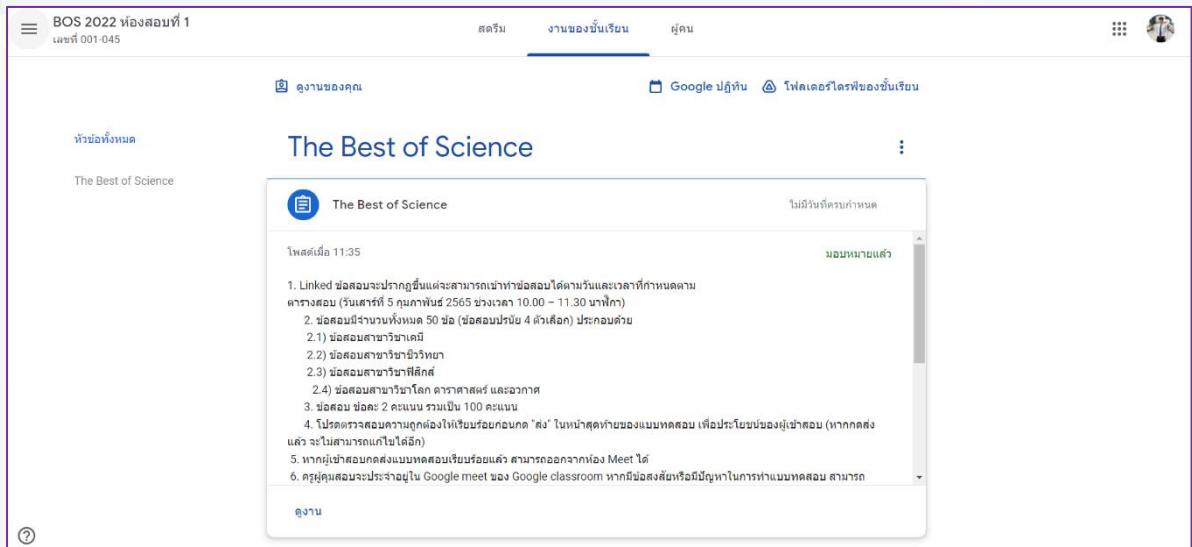 BOS 2022 ห้องสอบที่ 1
เลขที่ 001-045
สตรีม
งานของชั้นเรียน
ผู้คน
ดูงานของคุณ
Google ปฏิทิน
โฟลเดอร์ไดรฟ์ของชั้นเรียน
หัวข้อทั้งหมด
The Best of Science
The Best of Science
The Best of Science
ไม่มีวันที่ครบกำหนด
โพสต์เมื่อ 11:35
มอบหมายแล้ว
1. Linked ข้อสอบจะปรากฏขึ้นแต่จะสามารถเข้าทำข้อสอบได้ตามวันและเวลาที่กำหนดตาม
ตารางสอบ (วันเสาร์ที่ 5 กุมภาพันธ์ 2565 ช่วงเวลา 10.00 – 11.30 นาฬิกา)
2. ข้อสอบมีจำนวนทั้งหมด 50 ข้อ (ข้อสอบปรนัย 4 ตัวเลือก) ประกอบด้วย
2.1) ข้อสอบสาขาวิชาเคมี
2.2) ข้อสอบสาขาวิชาชีววิทยา
2.3) ข้อสอบสาขาวิชาฟิสิกส์
2.4) ข้อสอบสาขาวิชาโลก ดาราศาสตร์ และอวกาศ
3. ข้อสอบ ข้อละ 2 คะแนน รวมเป็น 100 คะแนน
4. โปรดตรวจสอบความถูกต้องให้เรียบร้อยก่อนกด "ส่ง" ในหน้าสุดท้ายของแบบทดสอบ เพื่อประโยชน์ของผู้เข้าสอบ (หากกดส่ง
แล้ว จะไม่สามารถแก้ไขได้อีก)
5. หากผู้เข้าสอบกดส่งแบบทดสอบเรียบร้อยแล้ว สามารถออกจากห้อง Meet ได้
6. ครูผู้คุมสอบจะประจำอยู่ใน Google meet ของ Google classroom หากมีข้อสงสัยหรือมีปัญหาในการทำแบบทดสอบ สามารถ
ดูงาน